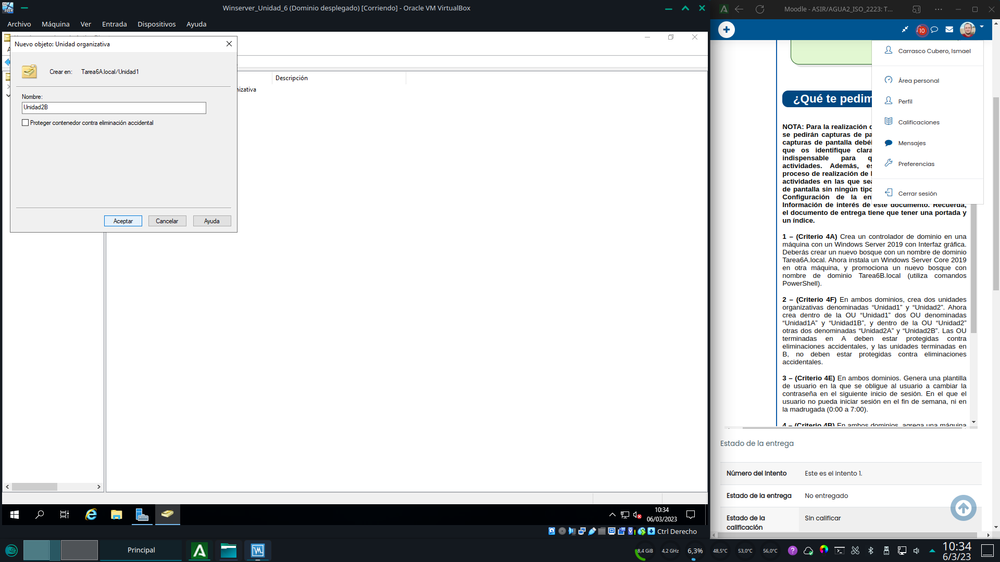 Winserver_Unidad_6 (Dominio desplegado) [Corriendo] - Oracle VM VirtualBox
Archivo Máquina Ver Entrada Dispositivos Ayuda
Nuevo objeto: Unidad organizativa
Crear en: Tarea6A.local/Unidad1
Nombre:
Unidad2B
Proteger contenedor contra eliminación accidental
Aceptar Cancelar Ayuda
Descripción
nizativa
10:34
06/03/2023
Ctrl Derecho
Moodle - ASIR/AGUA2_ISO_2223: T...
10
Carrasco Cubero, Ismael
Área personal
Perfil
Calificaciones
Mensajes
Preferencias
Cerrar sesión
¿Qué te pedim
NOTA: Para la realización d
se pedirán capturas de pa
capturas de pantalla debéi
que os identifique clara
indispensable para q
actividades. Además, es
proceso de realización de l
actividades en las que sea
de pantalla sin ningún tipo
Configuración de la en
Información de interés de este documento. Recuerda,
el documento de entrega tiene que tener una portada y
un índice.
1 – (Criterio 4A) Crea un controlador de dominio en una
máquina con un Windows Server 2019 con Interfaz gráfica.
Deberás crear un nuevo bosque con un nombre de dominio
Tarea6A.local. Ahora instala un Windows Server Core 2019
en otra máquina, y promociona un nuevo bosque con
nombre de dominio Tarea6B.local (utiliza comandos
PowerShell).
2 – (Criterio 4F) En ambos dominios, crea dos unidades
organizativas denominadas “Unidad1” y “Unidad2”. Ahora
crea dentro de la OU “Unidad1” dos OU denominadas
“Unidad1A” y “Unidad1B”, y dentro de la OU “Unidad2”
otras dos denominadas “Unidad2A” y “Unidad2B”. Las OU
terminadas en A deben estar protegidas contra
eliminaciones accidentales, y las unidades terminadas en
B, no deben estar protegidas contra eliminaciones
accidentales.
3 – (Criterio 4E) En ambos dominios. Genera una plantilla
de usuario en la que se obligue al usuario a cambiar la
contraseña en el siguiente inicio de sesión. En el que el
usuario no pueda iniciar sesión en el fin de semana, ni en
la madrugada (0:00 a 7:00).
4 – (Criterio 4B) En ambos dominios, agrega una máquina
Estado de la entrega
Número del intento Este es el intento 1.
Estado de la entrega No entregado
Estado de la calificación Sin calificar
Principal
8,4 GiB 4,2 GHz 6,3% 48,5°C 53,0°C 56,0°C
10:34
6/3/23